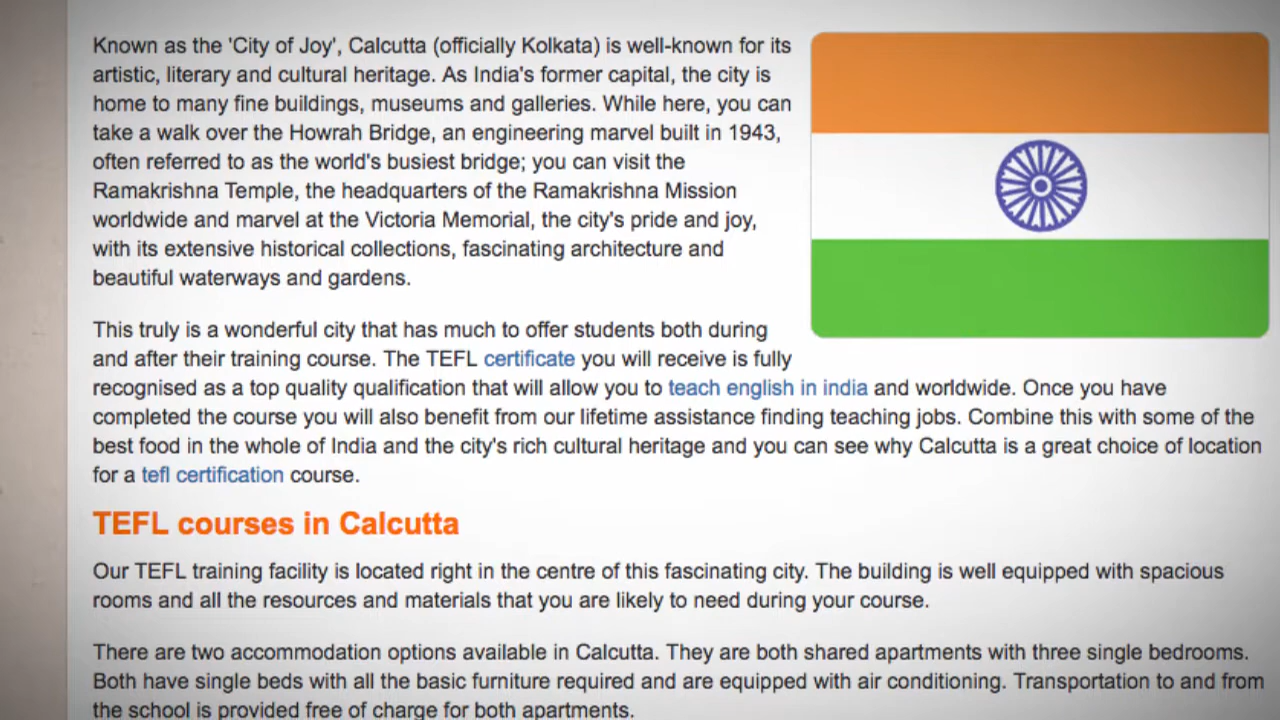 Known as the 'City of Joy', Calcutta (officially Kolkata) is well-known for its
artistic, literary and cultural heritage. As India's former capital, the city is
home to many fine buildings, museums and galleries. While here, you can
take a walk over the Howrah Bridge, an engineering marvel built in 1943,
often referred to as the world's busiest bridge; you can visit the
Ramakrishna Temple, the headquarters of the Ramakrishna Mission
worldwide and marvel at the Victoria Memorial, the city's pride and joy,
with its extensive historical collections, fascinating architecture and
beautiful waterways and gardens.
This truly is a wonderful city that has much to offer students both during
and after their training course. The TEFL certificate you will receive is fully
recognised as a top quality qualification that will allow you to teach english in india and worldwide. Once you have
completed the course you will also benefit from our lifetime assistance finding teaching jobs. Combine this with some of the
best food in the whole of India and the city's rich cultural heritage and you can see why Calcutta is a great choice of location
for a tefl certification course.
TEFL courses in Calcutta
Our TEFL training facility is located right in the centre of this fascinating city. The building is well equipped with spacious
rooms and all the resources and materials that you are likely to need during your course.
There are two accommodation options available in Calcutta. They are both shared apartments with three single bedrooms.
Both have single beds with all the basic furniture required and are equipped with air conditioning. Transportation to and from
the school is provided free of charge for both apartments.